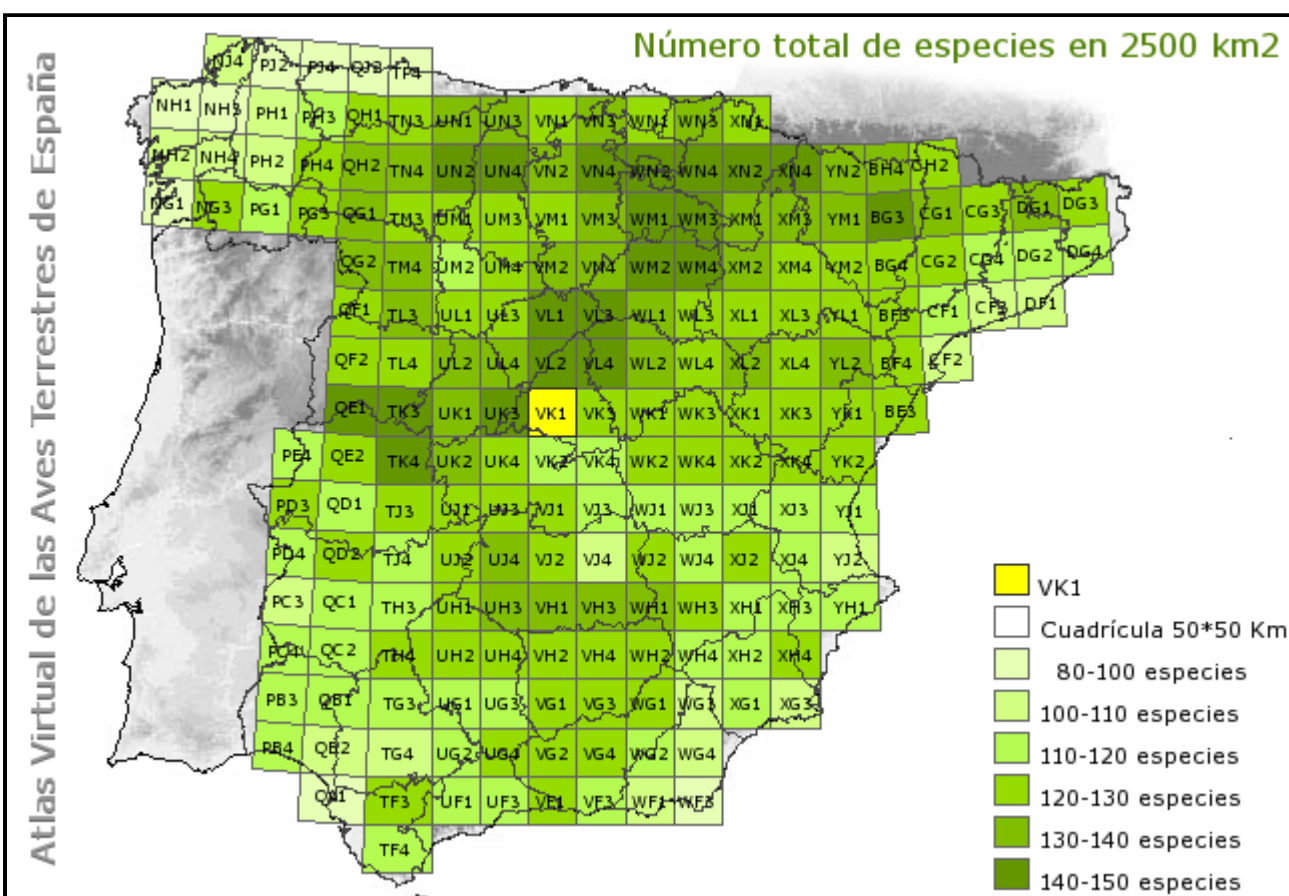 Número total de especies en 2500 km2
Atlas Virtual de las Aves Terrestres de España
NJ4 PJ2 PJ4 QJ2 TP4
NH1 NH3 PH1 PH3 QH1 TN3 UN1 UN3 VN1 VN3 WN1 WN3 XN1
NH2 NH4 PH2 PH4 QH2 TN4 UN2 UN4 VN2 VN4 WN2 WN4 XN2 XN4 YN2 BH4 CH2
NG1 NG3 PG1 PG3 QG1 TM3 UM1 UM3 VM1 VM3 WM1 WM3 XM1 XM3 YM1 BG3 CG1 CG3 DG1 DG3
QG2 TM4 UM2 UM4 VM2 VM4 WM2 WM4 XM2 XM4 YM2 BG4 CG2 CG4 DG2 DG4
QF1 TL3 UL1 UL3 VL1 VL3 WL1 WL3 XL1 XL3 YL1 BF3 CF1 CF3 DF1
QF2 TL4 UL2 UL4 VL2 VL4 WL2 WL4 XL2 XL4 YL2 BF4 CF2
QE1 TK3 UK1 UK3 VK1 VK3 WK1 WK3 XK1 XK3 YK1 BE3
PE4 QE2 TK4 UK2 UK4 VK2 VK4 WK2 WK4 XK2 XK4 YK2
PD3 QD1 TJ3 UJ1 UJ3 VJ1 VJ3 WJ1 WJ3 XJ1 XJ3 YJ1
PD4 QD2 TJ4 UJ2 UJ4 VJ2 VJ4 WJ2 WJ4 XJ2 XJ4 YJ2
PC3 QC1 TH3 UH1 UH3 VH1 VH3 WH1 WH3 XH1 XH3 YH1
PC4 QC2 TH4 UH2 UH4 VH2 VH4 WH2 WH4 XH2 XH4
PB3 QB1 TG3 UG1 UG3 VG1 VG3 WG1 WG3 XG1 XG3
PB4 QB2 TG4 UG2 UG4 VG2 VG4 WG2 WG4
QA1 TF3 UF1 UF3 VF1 VF3 WF1 WF3
TF4
VK1
Cuadrícula 50*50 Km
80-100 especies
100-110 especies
110-120 especies
120-130 especies
130-140 especies
140-150 especies